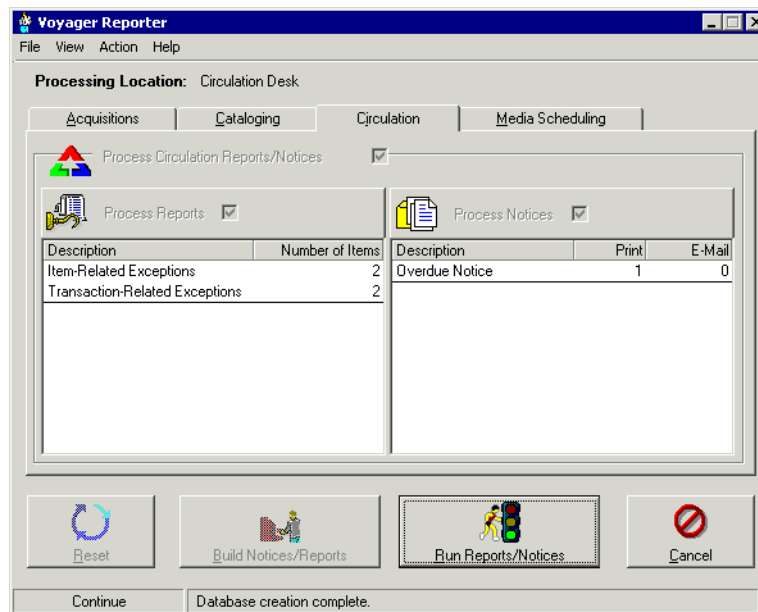 Voyager Reporter
File View Action Help
Processing Location: Circulation Desk
Acquisitions Cataloging Circulation Media Scheduling
Process Circulation Reports/Notices
Process Reports Process Notices
Description Number of Items Description Print E-Mail
Item-Related Exceptions 2 Overdue Notice 1 0
Transaction-Related Exceptions 2
Reset Build Notices/Reports Run Reports/Notices Cancel
Continue Database creation complete.